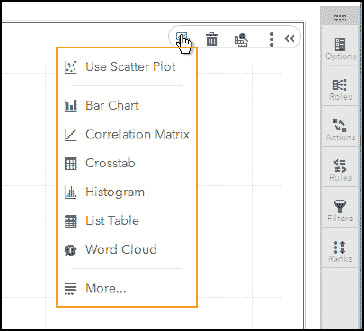 Use Scatter Plot
Bar Chart
Correlation Matrix
Crosstab
Histogram
List Table
Word Cloud
More...
Options
Roles
Actions
Rules
Filters
Ranks